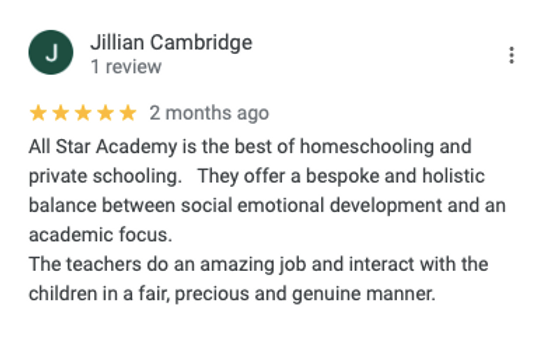 J
Jillian Cambridge
1 review
2 months ago
All Star Academy is the best of homeschooling and
private schooling.   They offer a bespoke and holistic
balance between social emotional development and an
academic focus.
The teachers do an amazing job and interact with the
children in a fair, precious and genuine manner.